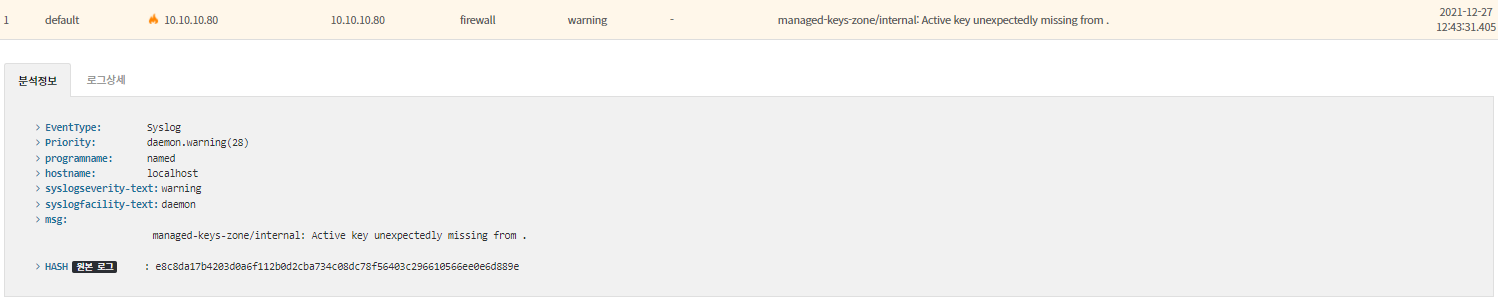 1 default 10.10.10.80 10.10.10.80 firewall warning - managed-keys-zone/internal: Active key unexpectedly missing from . 2021-12-27 12:43:31.405
분석정보 로그상세
> EventType: Syslog
> Priority: daemon.warning(28)
> programname: named
> hostname: localhost
> syslogseverity-text: warning
> syslogfacility-text: daemon
> msg:
managed-keys-zone/internal: Active key unexpectedly missing from .
> HASH 원본 로그 : e8c8da17b4203d0a6f112b0d2cba734c08dc78f56403c296610566ee0e6d889e